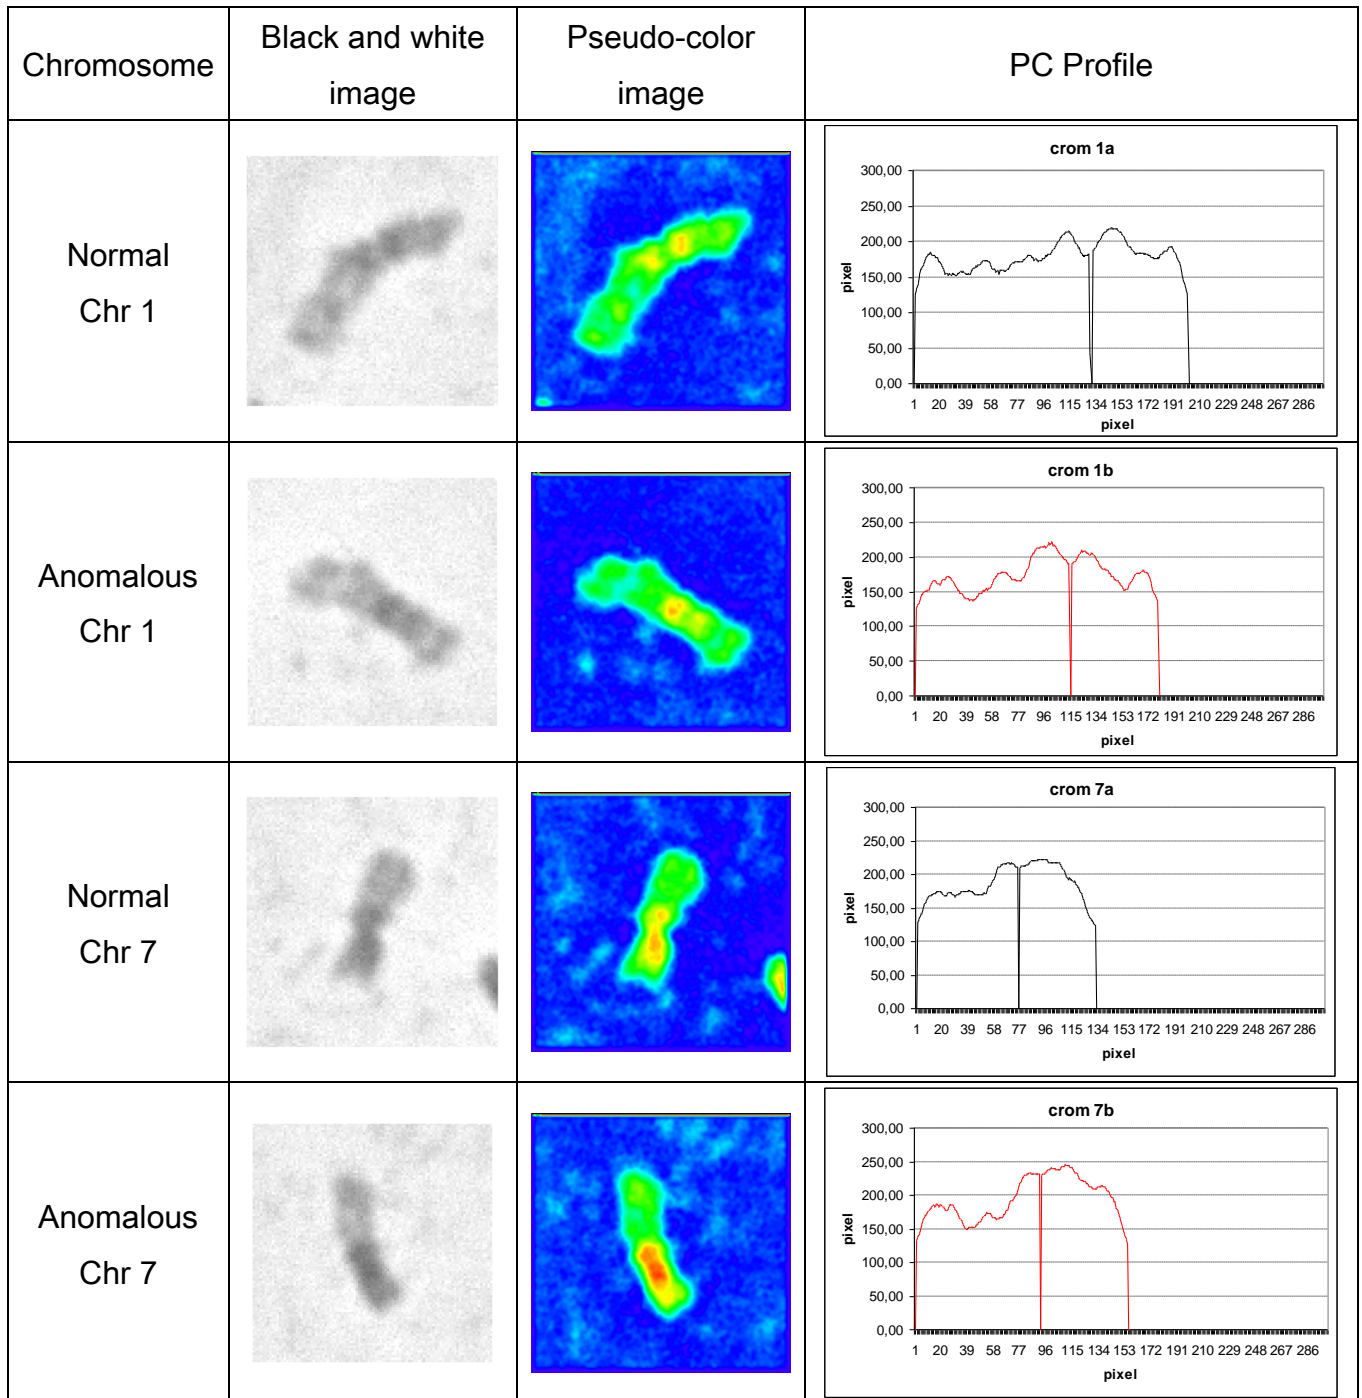 Chromosome
Black and white
image
Pseudo-color
image
PC Profile
Normal
Chr 1
crom 1a
300,00
250,00
200,00
150,00
100,00
50,00
0,00
pixel
1 20 39 58 77 96 115 134 153 172 191 210 229 248 267 286
pixel
Anomalous
Chr 1
crom 1b
300,00
250,00
200,00
150,00
100,00
50,00
0,00
pixel
1 20 39 58 77 96 115 134 153 172 191 210 229 248 267 286
pixel
Normal
Chr 7
crom 7a
300,00
250,00
200,00
150,00
100,00
50,00
0,00
pixel
1 20 39 58 77 96 115 134 153 172 191 210 229 248 267 286
pixel
Anomalous
Chr 7
crom 7b
300,00
250,00
200,00
150,00
100,00
50,00
0,00
pixel
1 20 39 58 77 96 115 134 153 172 191 210 229 248 267 286
pixel